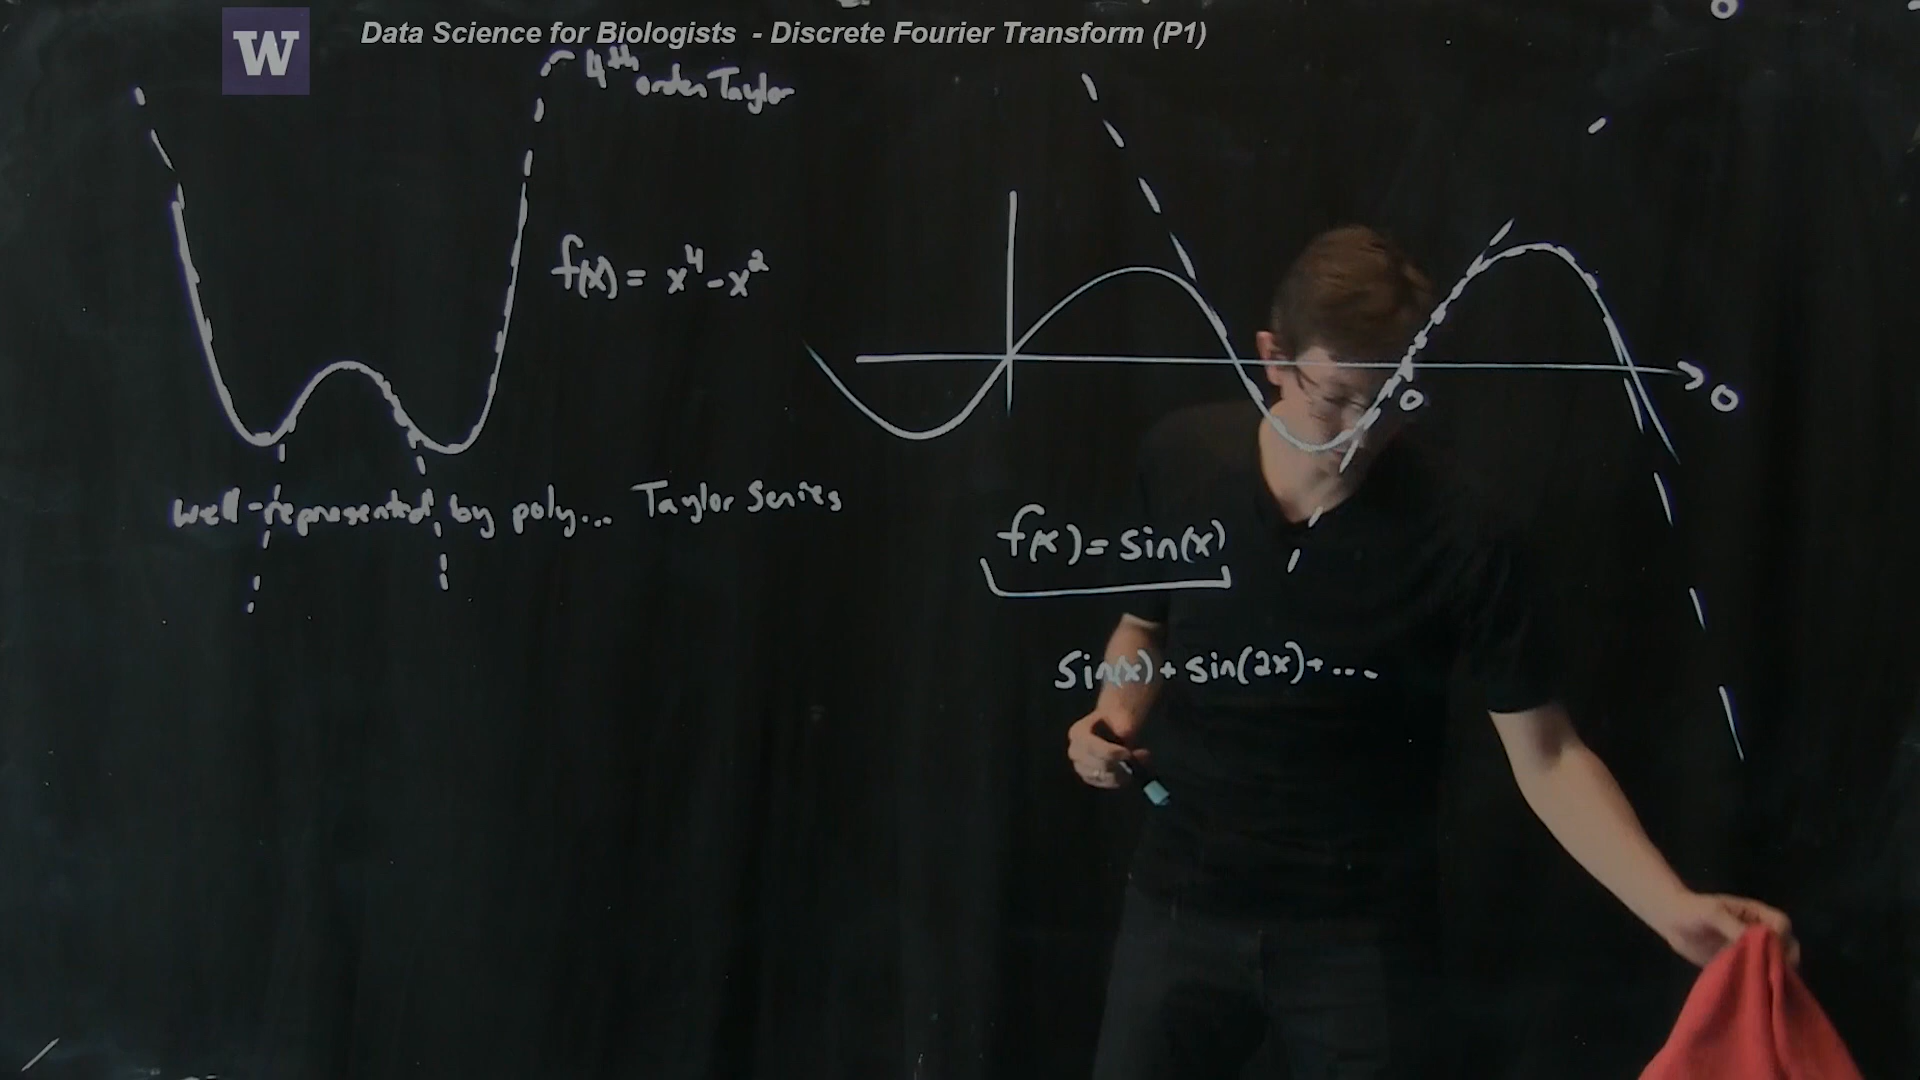 W
Data Science for Biologists - Discrete Fourier Transform (P1)
4th
order Taylor
f(x) = x⁴-x²
well-represented by poly... Taylor Series
0
0
f(x)=sin(x)
sin(x)+sin(2x)+...